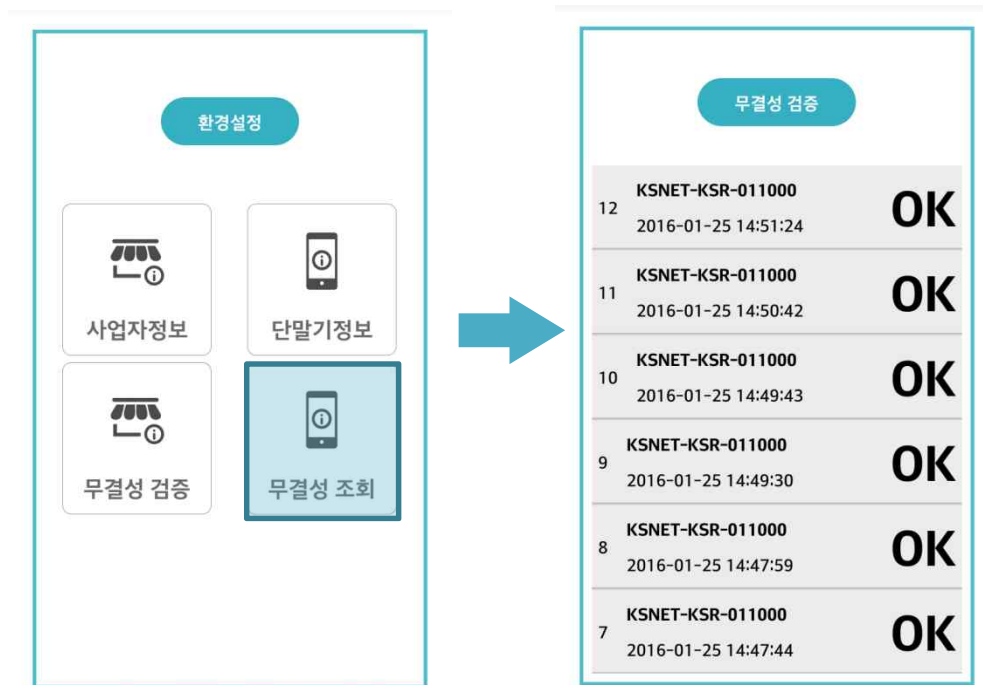 환경설정
사업자정보
단말기정보
무결성 검증
무결성 조회
무결성 검증
12
KSNET-KSR-011000
2016-01-25 14:51:24
OK
11
KSNET-KSR-011000
2016-01-25 14:50:42
OK
10
KSNET-KSR-011000
2016-01-25 14:49:43
OK
9
KSNET-KSR-011000
2016-01-25 14:49:30
OK
8
KSNET-KSR-011000
2016-01-25 14:47:59
OK
7
KSNET-KSR-011000
2016-01-25 14:47:44
OK